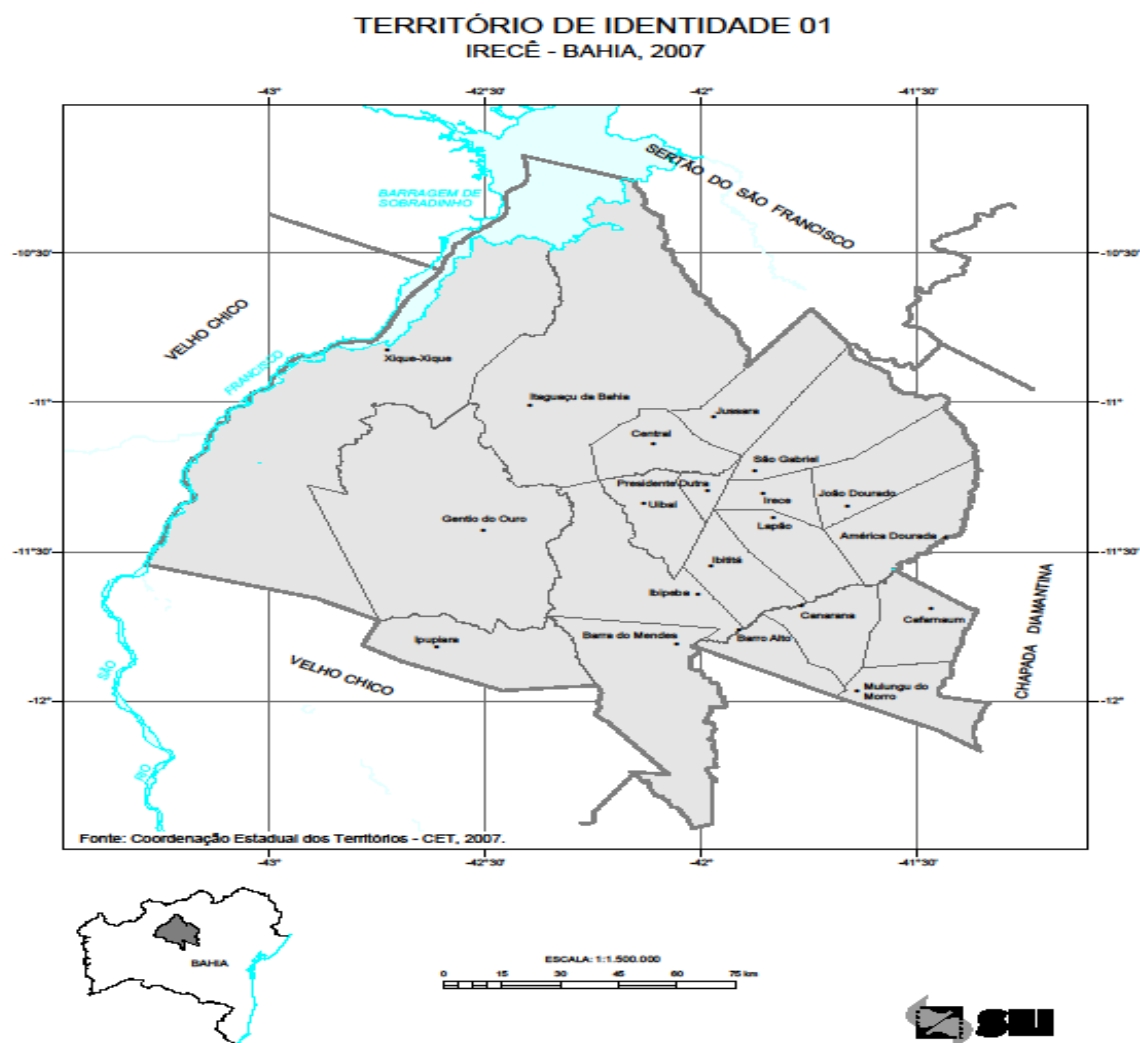 TERRITÓRIO DE IDENTIDADE 01
IRECÊ - BAHIA, 2007
-43°
-42°30'
-42°
-41°30'
SERTÃO DO SÃO FRANCISCO
BARRAGEM DE
SOBRADINHO
-10°30'
-10°30'
VELHO CHICO
FRANCISCO
Xique-Xique
Itaguaçu da Bahia
-11°
-11°
Jussara
Central
São Gabriel
Presidente Dutra
Uibaí
Irece
João Dourado
Lapão
Gentio do Ouro
América Dourada
-11°30'
-11°30'
Ibititá
Ibipeba
Canarana
Cafarnaum
Ipupiara
Barra do Mendes
Barro Alto
VELHO CHICO
CHAPADA DIAMANTINA
Mulungu do
Morro
SÃO
-12°
-12°
RIO
Fonte: Coordenação Estadual dos Territórios - CET, 2007.
-43°
-42°30'
-42°
-41°30'
BAHIA
ESCALA: 1:1.500.000
0 15 30 45 60 75 km
SEI